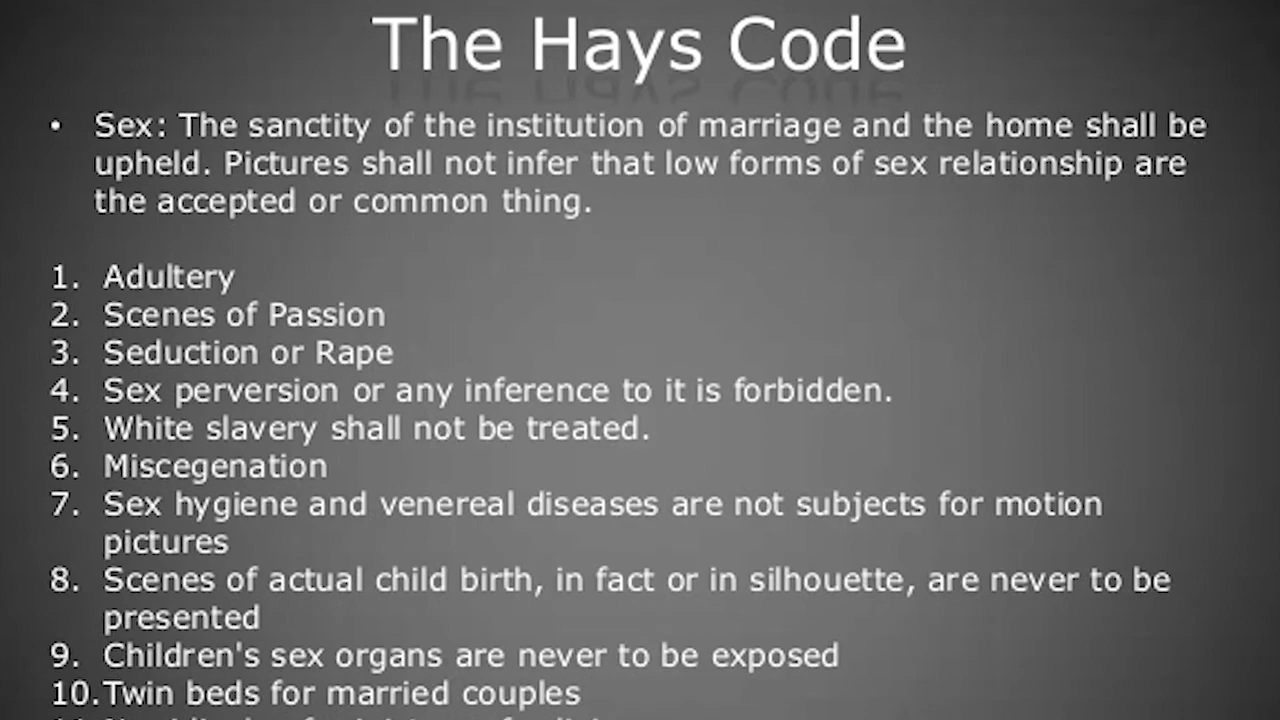 The Hays Code
• Sex: The sanctity of the institution of marriage and the home shall be
upheld. Pictures shall not infer that low forms of sex relationship are
the accepted or common thing.
1. Adultery
2. Scenes of Passion
3. Seduction or Rape
4. Sex perversion or any inference to it is forbidden.
5. White slavery shall not be treated.
6. Miscegenation
7. Sex hygiene and venereal diseases are not subjects for motion
pictures
8. Scenes of actual child birth, in fact or in silhouette, are never to be
presented
9. Children's sex organs are never to be exposed
10. Twin beds for married couples